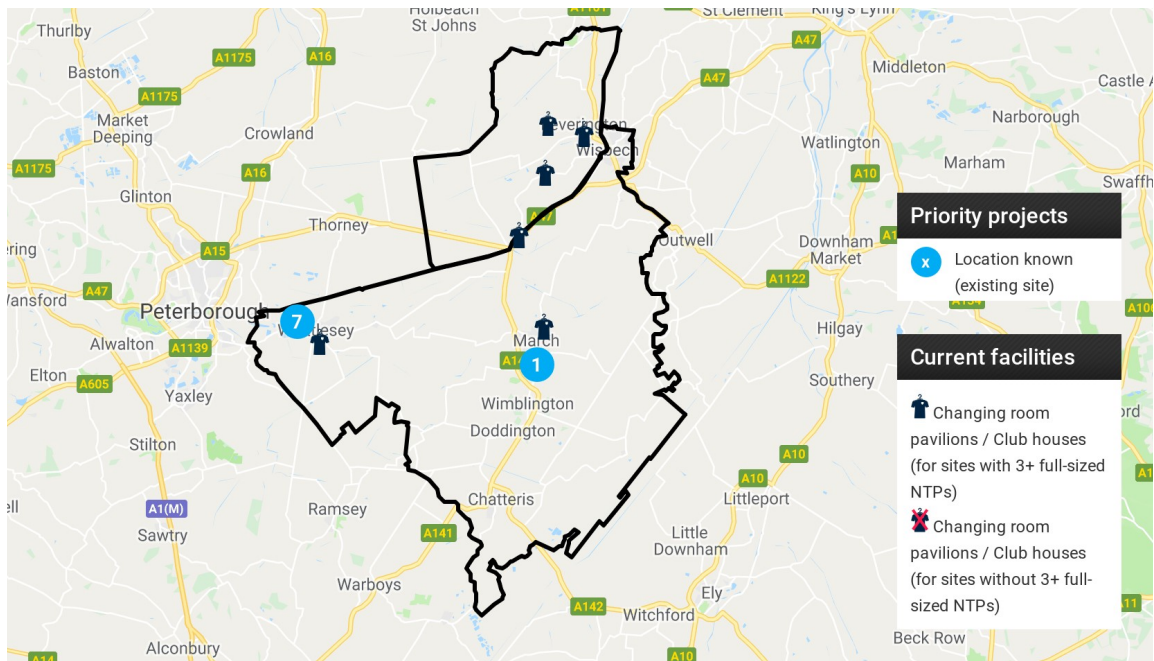 Holbeach
St Johns
A1101
St Clement
King's Lynn
Thurlby
A1175
A16
A47
Baston
A47
Middleton
A1175
Castle A
Market
Deeping
Crowland
Narborough
Watlington
Wisbech
A1175
A16
Marham
A10
Swaffh
Glinton
Thorney
A47
Outwell
Downham
Market
A15
ering
A1122
A47
Wansford
Peterborough
7
Hilgay
March
Alwalton
A1139
1
Elton
A605
Southery
Yaxley
Wimblington
Doddington
Stilton
A10
A10
Chatteris
Littleport
A1(M)
Ramsey
Sawtry
A141
Little
Downham
Warboys
Ely
A142
Witchford
A11
Beck Row
Alconbury
A14
A10
Priority projects
x
Location known
(existing site)
Current facilities
Changing room
pavilions / Club houses
(for sites with 3+ full-sized
NTPs)
Changing room
pavilions / Club houses
(for sites without 3+ full-
sized NTPs)